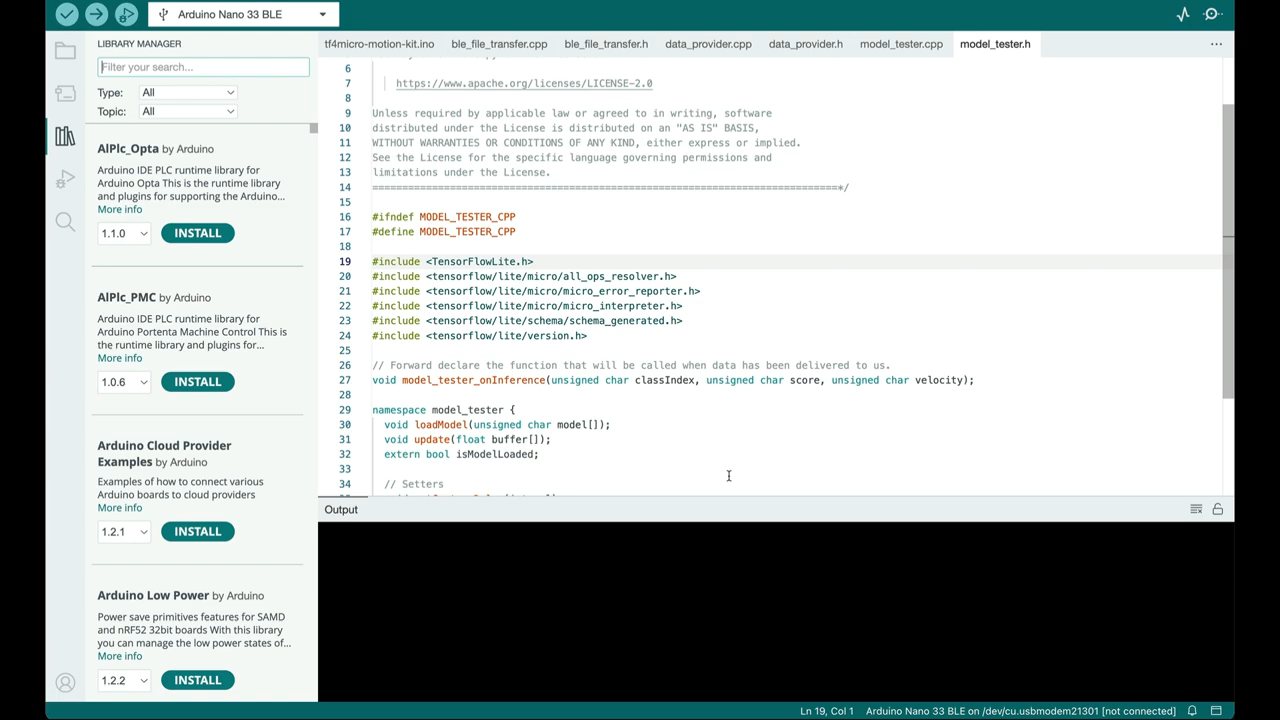 Arduino Nano 33 BLE
LIBRARY MANAGER
Filter your search...
Type: All
Topic: All
AlPlc_Opta by Arduino
Arduino IDE PLC runtime library for
Arduino Opta This is the runtime library
and plugins for supporting the Arduino...
More info
1.1.0 INSTALL
AlPlc_PMC by Arduino
Arduino IDE PLC runtime library for
Arduino Portenta Machine Control This is
the runtime library and plugins for...
More info
1.0.6 INSTALL
Arduino Cloud Provider
Examples by Arduino
Examples of how to connect various
Arduino boards to cloud providers
More info
1.2.1 INSTALL
Arduino Low Power by Arduino
Power save primitives features for SAMD
and nRF52 32bit boards With this library
you can manage the low power states of...
More info
1.2.2 INSTALL
tf4micro-motion-kit.ino ble_file_transfer.cpp ble_file_transfer.h data_provider.cpp data_provider.h model_tester.cpp model_tester.h ...
6
7 https://www.apache.org/licenses/LICENSE-2.0
8
9 Unless required by applicable law or agreed to in writing, software
10 distributed under the License is distributed on an "AS IS" BASIS,
11 WITHOUT WARRANTIES OR CONDITIONS OF ANY KIND, either express or implied.
12 See the License for the specific language governing permissions and
13 limitations under the License.
14 ==============================================================================*/
15
16 #ifndef MODEL_TESTER_CPP
17 #define MODEL_TESTER_CPP
18
19 #include <TensorFlowLite.h>
20 #include <tensorflow/lite/micro/all_ops_resolver.h>
21 #include <tensorflow/lite/micro/micro_error_reporter.h>
22 #include <tensorflow/lite/micro/micro_interpreter.h>
23 #include <tensorflow/lite/schema/schema_generated.h>
24 #include <tensorflow/lite/version.h>
25
26 // Forward declare the function that will be called when data has been delivered to us.
27 void model_tester_onInference(unsigned char classIndex, unsigned char score, unsigned char velocity);
28
29 namespace model_tester {
30 void loadModel(unsigned char model[]);
31 void update(float buffer[]);
32 extern bool isModelLoaded;
33
34 // Setters
Output
Ln 19, Col 1 Arduino Nano 33 BLE on /dev/cu.usbmodem21301 [not connected]